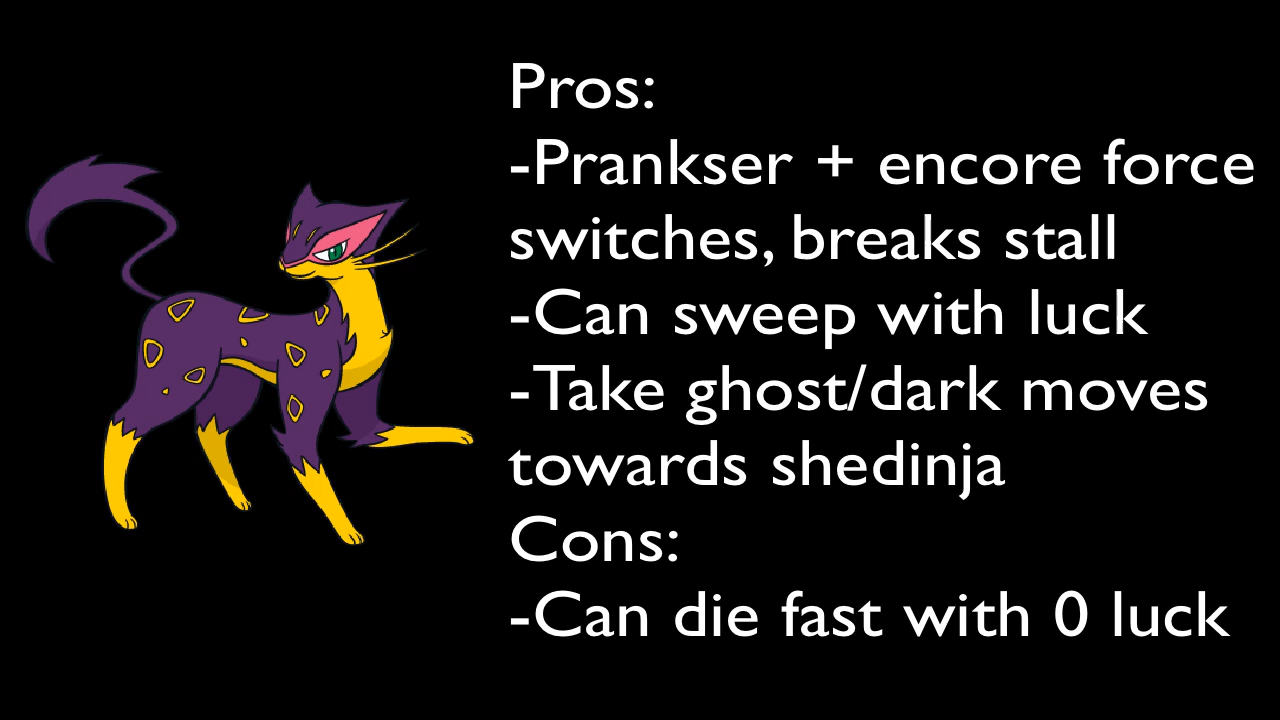 Pros:
-Prankser + encore force
switches, breaks stall
-Can sweep with luck
-Take ghost/dark moves
towards shedinja
Cons:
-Can die fast with 0 luck